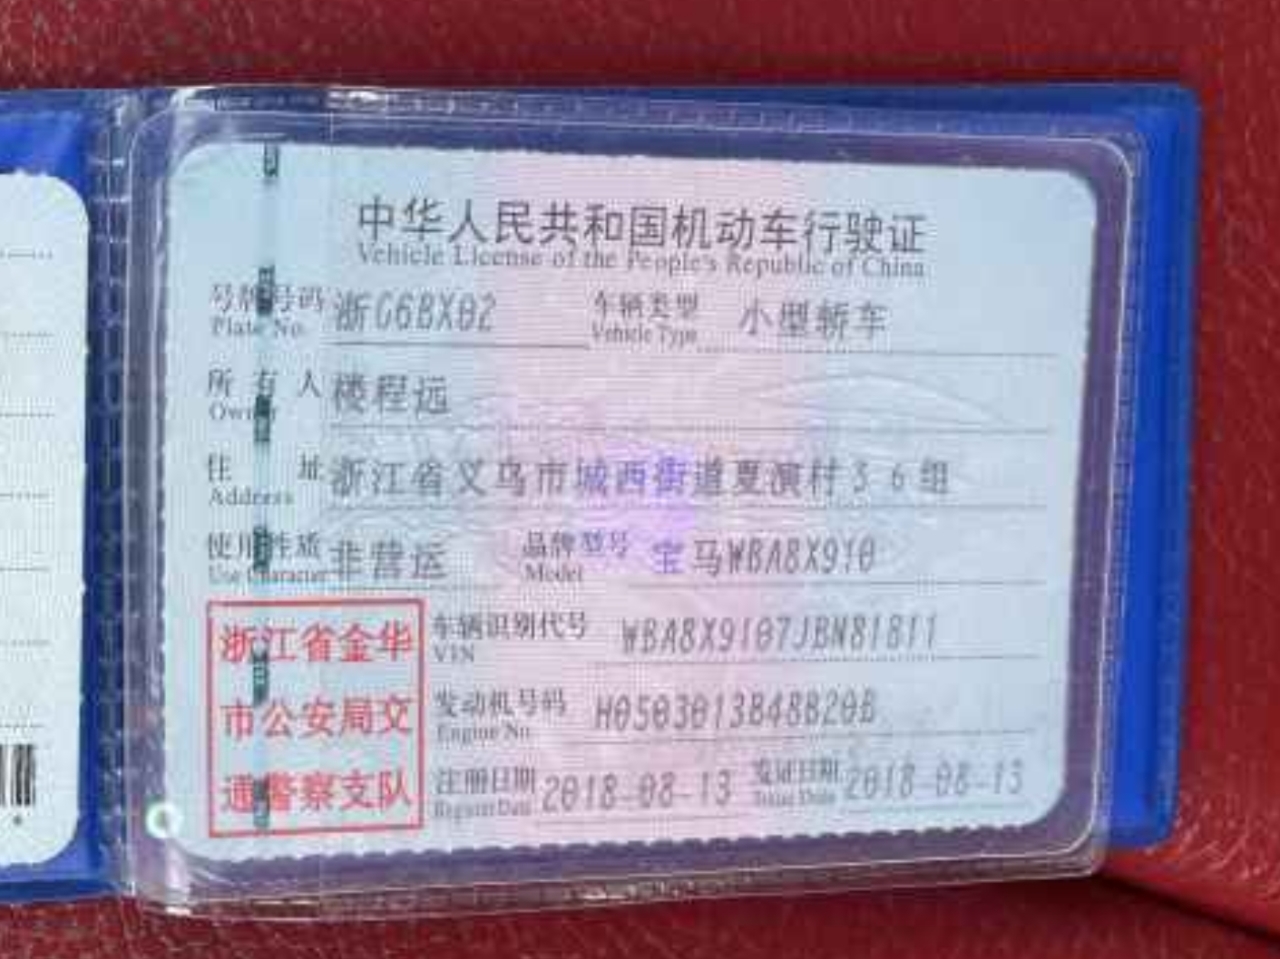 中华人民共和国机动车行驶证
Vehicle License of the People's Republic of China
号牌号码 浙G6BX02 车辆类型 小型轿车
Plate No. Vehicle Type
所有人 楼程远
Owner
住址 浙江省义乌市城西街道夏演村36组
Address
使用性质 非营运 品牌型号 宝马WBA8X910
Use Character Model
浙江省金华
市公安局交
道警察支队
车辆识别代号 WBA8X9107JBN81811
VIN
发动机号码 H0503013B48B20B
Engine No.
注册日期 2018-08-13 发证日期 2018-08-13
Register Date Issue Date